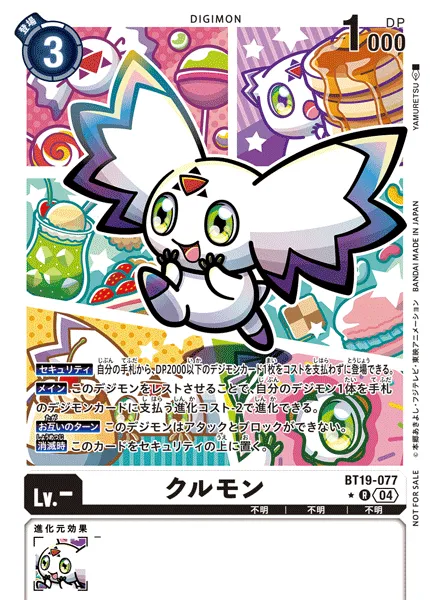 DIGIMON
登場
3
DP
1000
YAMURETSU
© 本郷あきよし・フジテレビ・東映アニメーション BANDAI MADE IN JAPAN
NOT FOR SALE
セキュリティ 自分の手札から、DP2000以下のデジモンカード1枚をコストを支払わずに登場できる。
メイン このデジモンをレストさせることで、自分のデジモン1体を手札
のデジモンカードに支払う進化コスト-2で進化できる。
お互いのターン このデジモンはアタックとブロックができない。
消滅時 このカードをセキュリティの上に置く。
Lv.-
クルモン
BT19-077
R 04
不明 不明 不明
進化元効果